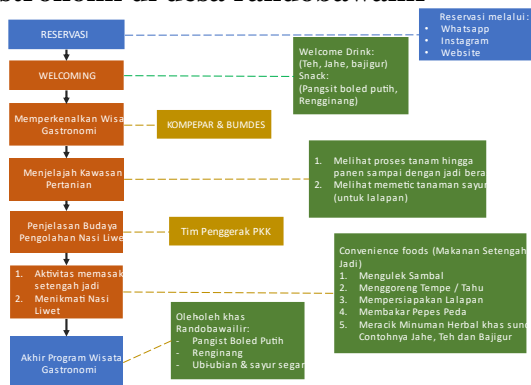 RESERVASI
Reservasi melalui:
• Whatsapp
• Instagram
• Website
WELCOMING
Welcome Drink:
(Teh, Jahe, bajigur)
Snack:
(Pangsit boled putih,
Rengginang)
Memperkenalkan Wisa
Gastronomi
KOMPEPAR & BUMDES
Menjelajah Kawasan
Pertanian
1. Melihat proses tanam hingga
panen sampai dengan jadi bera
2. Melihat memetic tanaman sayur
(untuk lalapan)
Penjelasan Budaya
Pengolahan Nasi Liwe
Tim Penggerak PKK
1. Aktivitas memasak
setengah jadi
2. Menikmati Nasi
Liwet
Convenience foods (Makanan Setengah
Jadi)
1. Mengulek Sambal
2. Menggoreng Tempe / Tahu
3. Mempersiapakan Lalapan
4. Membakar Pepes Peda
5. Meracik Minuman Herbal khas sund
Contohnya Jahe, Teh dan Bajigur
Oleholeh khas
Randobawailir:
- Pangist Boled Putih
- Renginang
- Ubi-ubian & sayur segar
Akhir Program Wisata
Gastronomi